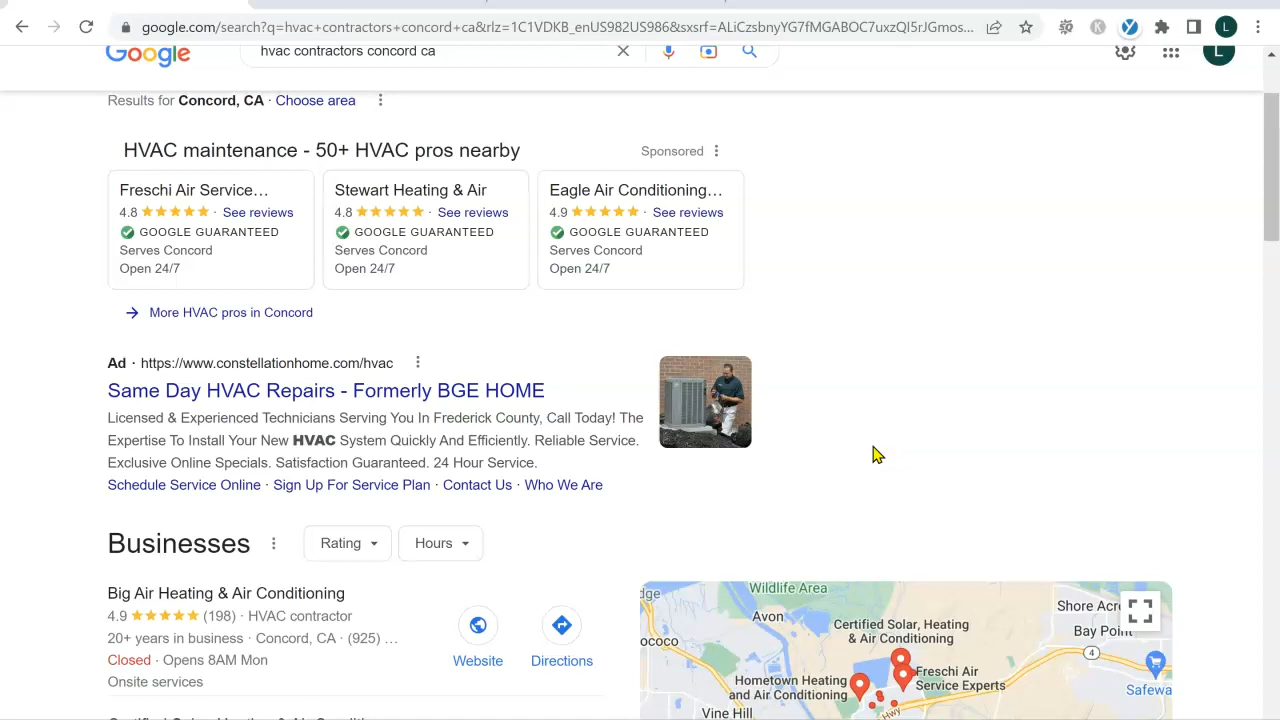 google.com/search?q=hvac+contractors+concord+ca&rlz=1C1VDKB_enUS982US986&sxsrf=ALiCzsbnyYG7fMGABOC7uxzQI5rJGmos...
L
Google
hvac contractors concord ca
L
Results for Concord, CA · Choose area
HVAC maintenance - 50+ HVAC pros nearby
Sponsored
Freschi Air Service…
4.8 · See reviews
GOOGLE GUARANTEED
Serves Concord
Open 24/7
Stewart Heating & Air
4.8 · See reviews
GOOGLE GUARANTEED
Serves Concord
Open 24/7
Eagle Air Conditioning…
4.9 · See reviews
GOOGLE GUARANTEED
Serves Concord
Open 24/7
More HVAC pros in Concord
Ad · https://www.constellationhome.com/hvac
Same Day HVAC Repairs - Formerly BGE HOME
Licensed & Experienced Technicians Serving You In Frederick County, Call Today! The
Expertise To Install Your New HVAC System Quickly And Efficiently. Reliable Service.
Exclusive Online Specials. Satisfaction Guaranteed. 24 Hour Service.
Schedule Service Online · Sign Up For Service Plan · Contact Us · Who We Are
Businesses
Rating
Hours
Big Air Heating & Air Conditioning
4.9 (198) · HVAC contractor
20+ years in business · Concord, CA · (925) …
Closed · Opens 8AM Mon
Onsite services
Website
Directions
Wildlife Area
dge
Avon
Shore Acre
Certified Solar, Heating
& Air Conditioning
Bay Point
ococo
4
Hometown Heating
and Air Conditioning
Freschi Air
Service Experts
Safew
Vine Hill
Hwy